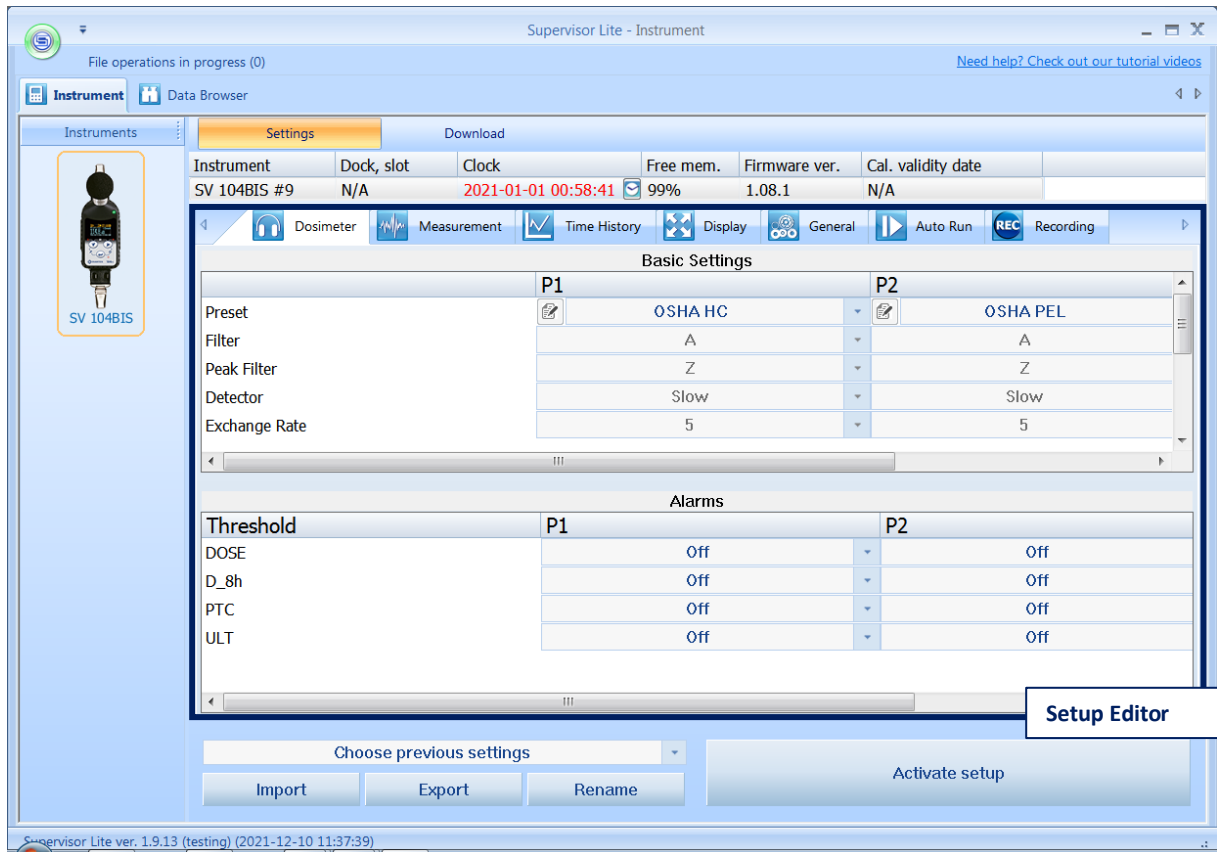 Supervisor Lite - Instrument
File operations in progress (0)
Need help? Check out our tutorial videos
Instrument Data Browser
Instruments Settings Download
Instrument Dock, slot Clock Free mem. Firmware ver. Cal. validity date
SV 104BIS #9 N/A 2021-01-01 00:58:41 99% 1.08.1 N/A
Dosimeter Measurement Time History Display General Auto Run REC Recording
SV 104BIS
Basic Settings
P1 P2
Preset OSHA HC OSHA PEL
Filter A A
Peak Filter Z Z
Detector Slow Slow
Exchange Rate 5 5
Alarms
Threshold P1 P2
DOSE Off Off
D_8h Off Off
PTC Off Off
ULT Off Off
Setup Editor
Choose previous settings
Activate setup
Import Export Rename
Supervisor Lite ver. 1.9.13 (testing) (2021-12-10 11:37:39)